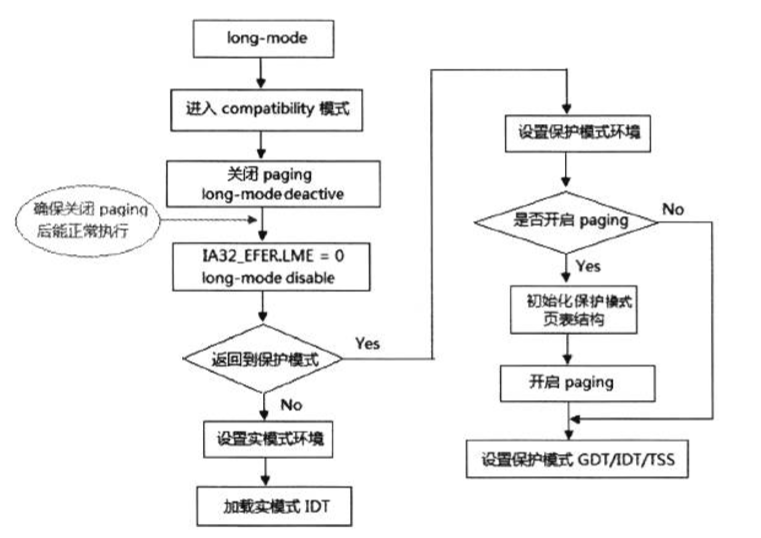 long-mode
进入 compatibility 模式
关闭 paging
long-mode deactive
确保关闭 paging
后能正常执行
IA32_EFER.LME = 0
long-mode disable
返回到保护模式
Yes
No
设置实模式环境
加载实模式 IDT
设置保护模式环境
是否开启 paging
No
Yes
初始化保护模式
页表结构
开启 paging
设置保护模式 GDT/IDT/TSS